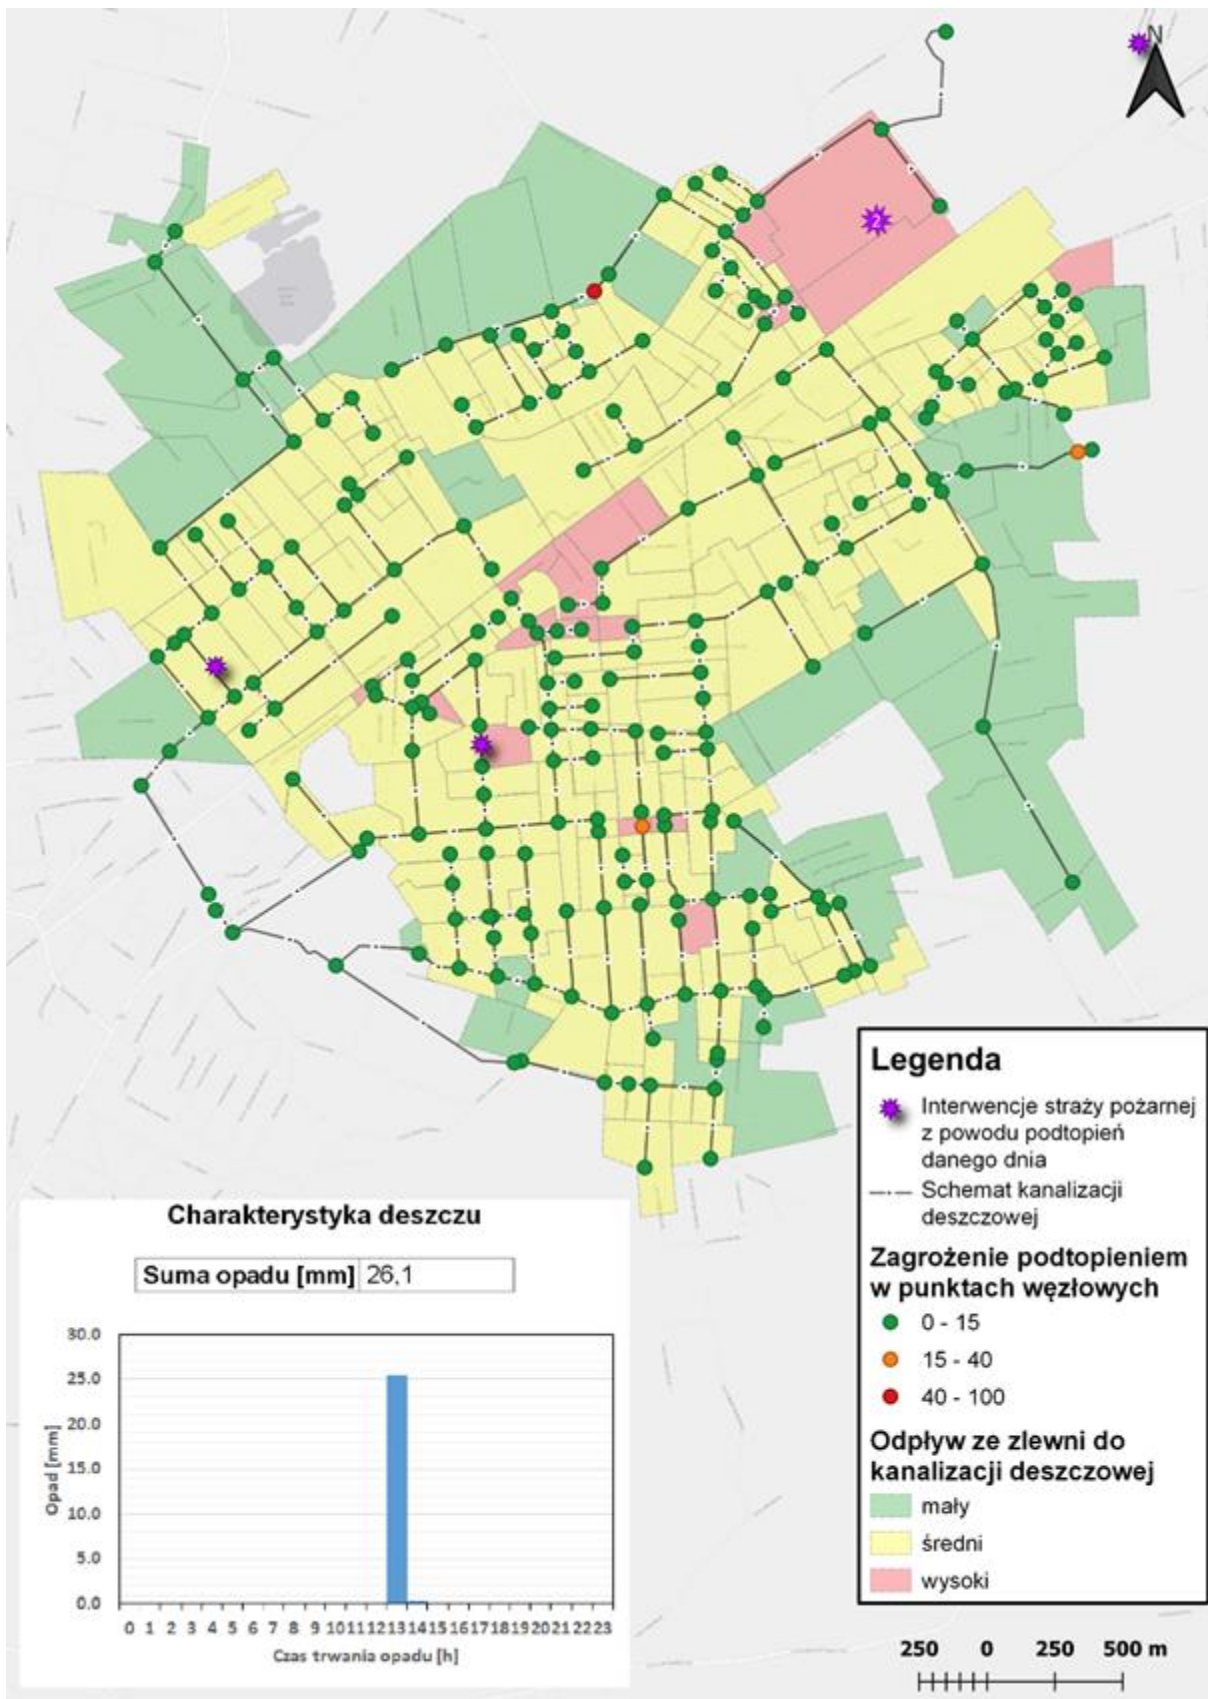 N
2
Legenda
Interwencje straży pożarnej
z powodu podtopień
danego dnia
Schemat kanalizacji
deszczowej
Zagrożenie podtopieniem
w punktach węzłowych
0 - 15
15 - 40
40 - 100
Odpływ ze zlewni do
kanalizacji deszczowej
mały
średni
wysoki
Charakterystyka deszczu
Suma opadu [mm] 26,1
30.0
25.0
20.0
15.0
10.0
5.0
0.0
Opad [mm]
0 1 2 3 4 5 6 7 8 9 10 11 12 13 14 15 16 17 18 19 20 21 22 23
Czas trwania opadu [h]
250 0 250 500 m